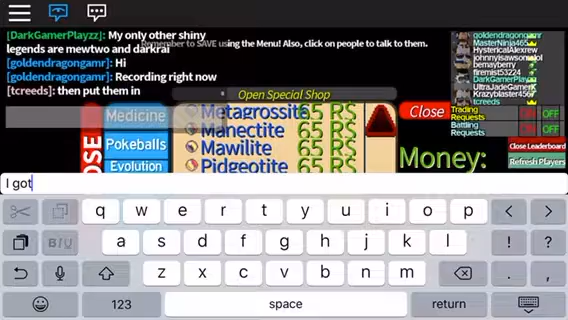 [DarkGamerPlayzz]: My only other shiny
legends are mewtwo and darkrai
Remember to SAVE using the Menu! Also, click on people to talk to them.
[goldendragongamr]: Hi
[goldendragongamr]: Recording right now
[tcreeds]: then put them in
goldendragongamr
MasterNinja465
HystericalAlexrew
johnnyisawsomelol
bernayberry
firemist53224
DarkGamerPlayzz
UltraJadeGamerX
Krazyblaster456
tcreeds
Trading
Requests
OFF
Battling
Requests
OFF
Close Leaderboard
Refresh Players
Open Special Shop
Close
Medicine
Pokeballs
Evolution
Metagrossite 65 RS
Manectite 65 RS
Mawilite 65 RS
Pidgeotite 65 RS
Money:
I got
q w e r t y u i o p < >
B I U a s d f g h j k l ! ?
z x c v b n m . ,
123 space return